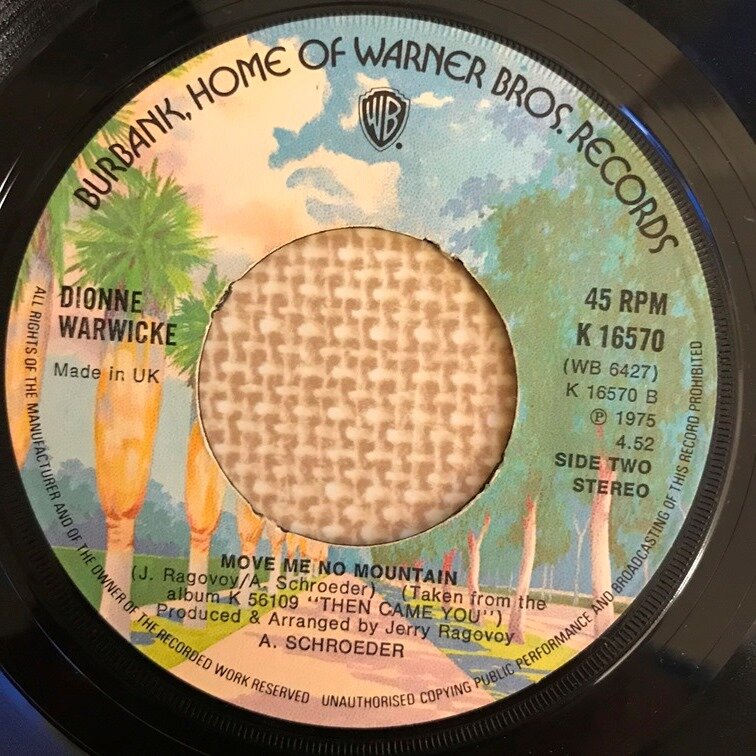 BURBANK, HOME OF WARNER BROS. RECORDS
WB
DIONNE
WARWICKE
Made in UK
45 RPM
K 16570
(WB 6427)
K 16570 B
℗ 1975
4.52
SIDE TWO
STEREO
MOVE ME NO MOUNTAIN
(J. Ragovoy/A. Schroeder) (Taken from the
album K 56109 "THEN CAME YOU")
Produced & Arranged by Jerry Ragovoy
A. SCHROEDER
ALL RIGHTS OF THE MANUFACTURER AND OF THE OWNER OF THE RECORDED WORK RESERVED UNAUTHORISED COPYING PUBLIC PERFORMANCE AND BROADCASTING OF THIS RECORD PROHIBITED